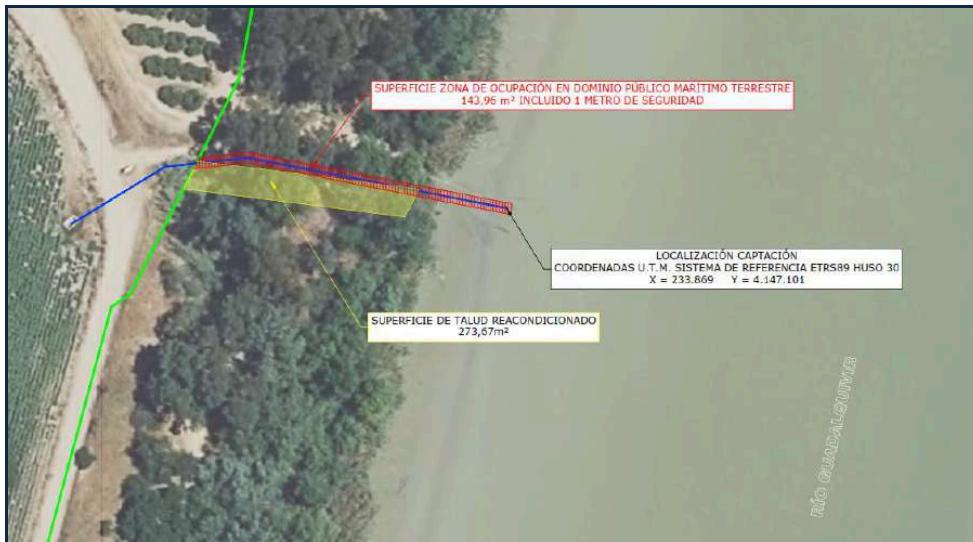 SUPERFICIE ZONA DE OCUPACIÓN EN DOMINIO PÚBLICO MARÍTIMO TERRESTRE
143,96 m² INCLUIDO 1 METRO DE SEGURIDAD
LOCALIZACIÓN CAPTACIÓN
COORDENADAS U.T.M. SISTEMA DE REFERENCIA ETRS89 HUSO 30
X = 233.869 Y = 4.147.101
SUPERFICIE DE TALUD REACONDICIONADO
273,67m²
RÍO GUADALQUIVIR